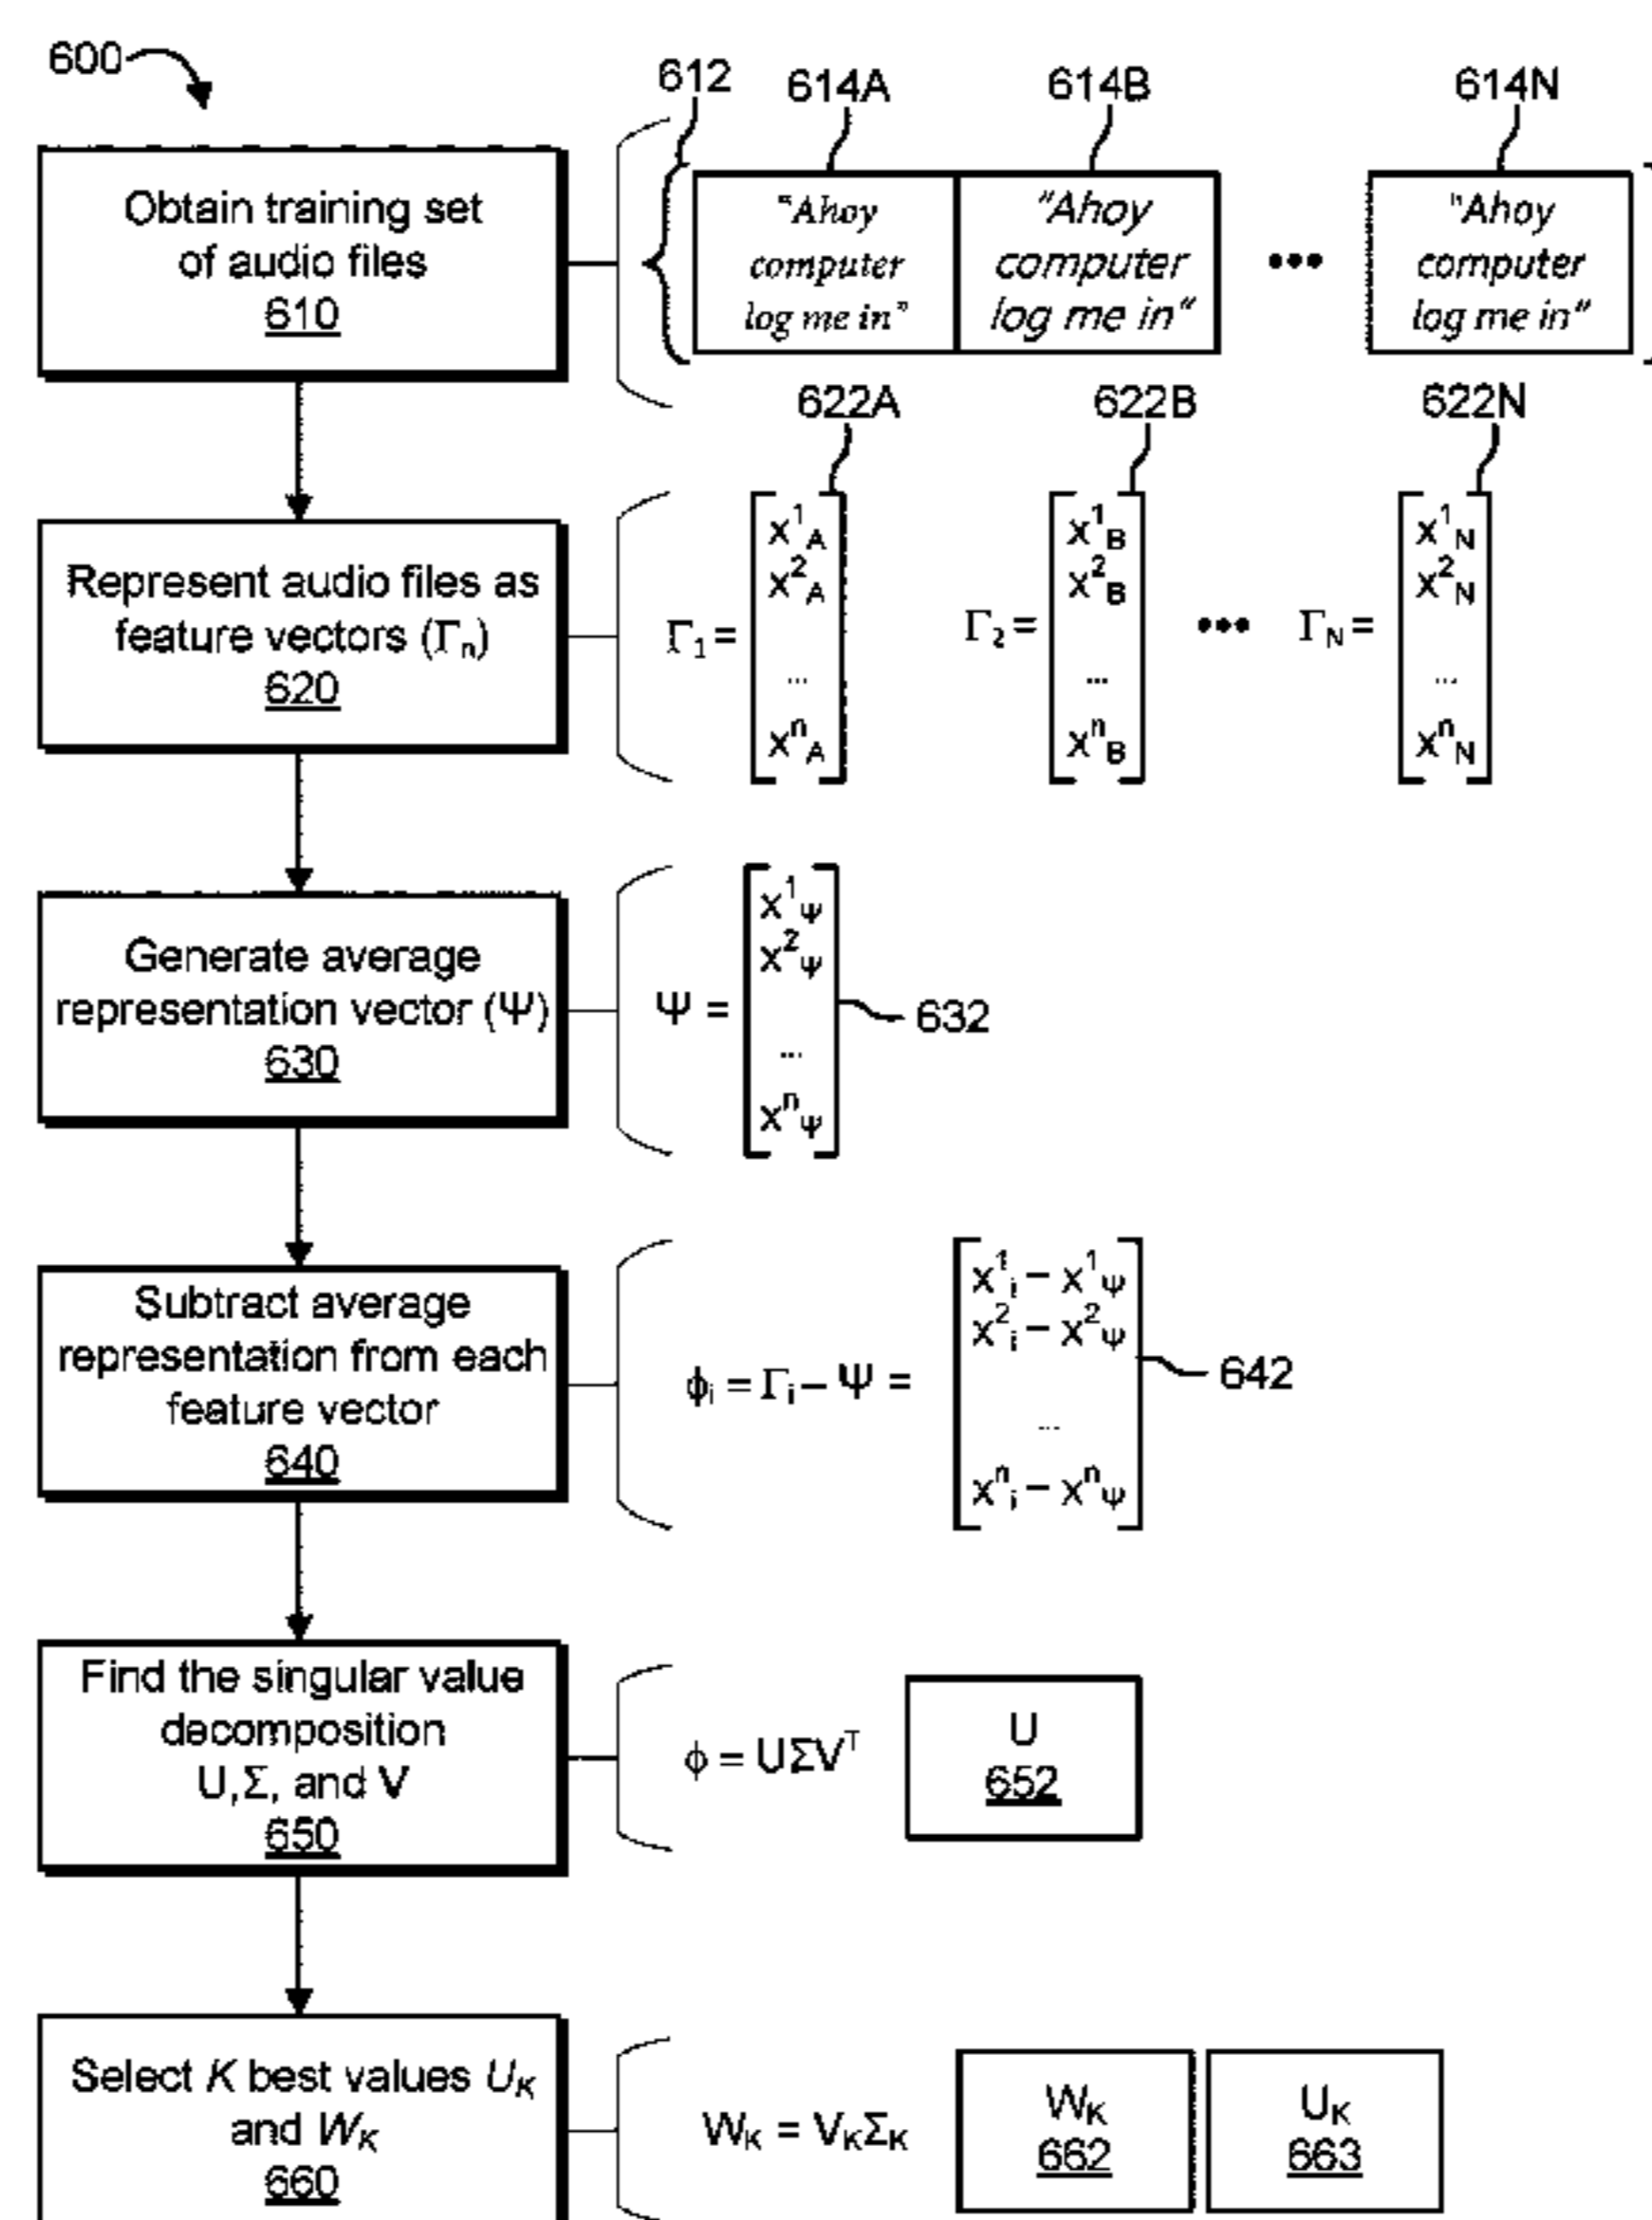 600
612
614A
614B
614N
Obtain training set
of audio files
610
"Ahoy
computer
log me in"
"Ahoy
computer
log me in"
•••
"Ahoy
computer
log me in"
622A
622B
622N
Represent audio files as
feature vectors (Γn)
620
Γ1 =
x¹A
x²A
...
xⁿA
Γ2 =
x¹B
x²B
...
xⁿB
•••
ΓN =
x¹N
x²N
...
xⁿN
Generate average
representation vector (Ψ)
630
Ψ =
x¹Ψ
x²Ψ
...
xⁿΨ
632
Subtract average
representation from each
feature vector
640
ϕi = Γi – Ψ =
x¹i – x¹Ψ
x²i – x²Ψ
...
xⁿi – xⁿΨ
642
Find the singular value
decomposition
U,Σ, and V
650
ϕ = UΣVᵀ
U
652
Select K best values UK
and WK
660
WK = VKΣK
WK
662
UK
663